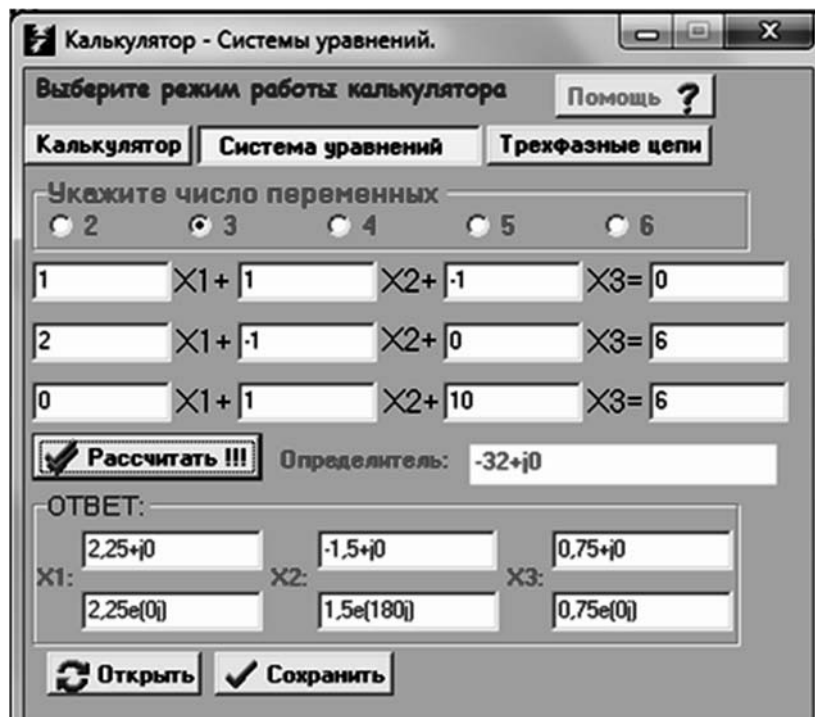 Калькулятор - Системы уравнений.
Выберите режим работы калькулятора Помощь ?
Калькулятор Система уравнений Трехфазные цепи
Укажите число переменных
2 3 4 5 6
1 X1+ 1 X2+ -1 X3= 0
2 X1+ -1 X2+ 0 X3= 6
0 X1+ 1 X2+ 10 X3= 6
Рассчитать !!! Определитель: -32+j0
ОТВЕТ:
X1: 2,25+j0 X2: -1,5+j0 X3: 0,75+j0
2,25e(0j) 1,5e(180j) 0,75e(0j)
Открыть Сохранить